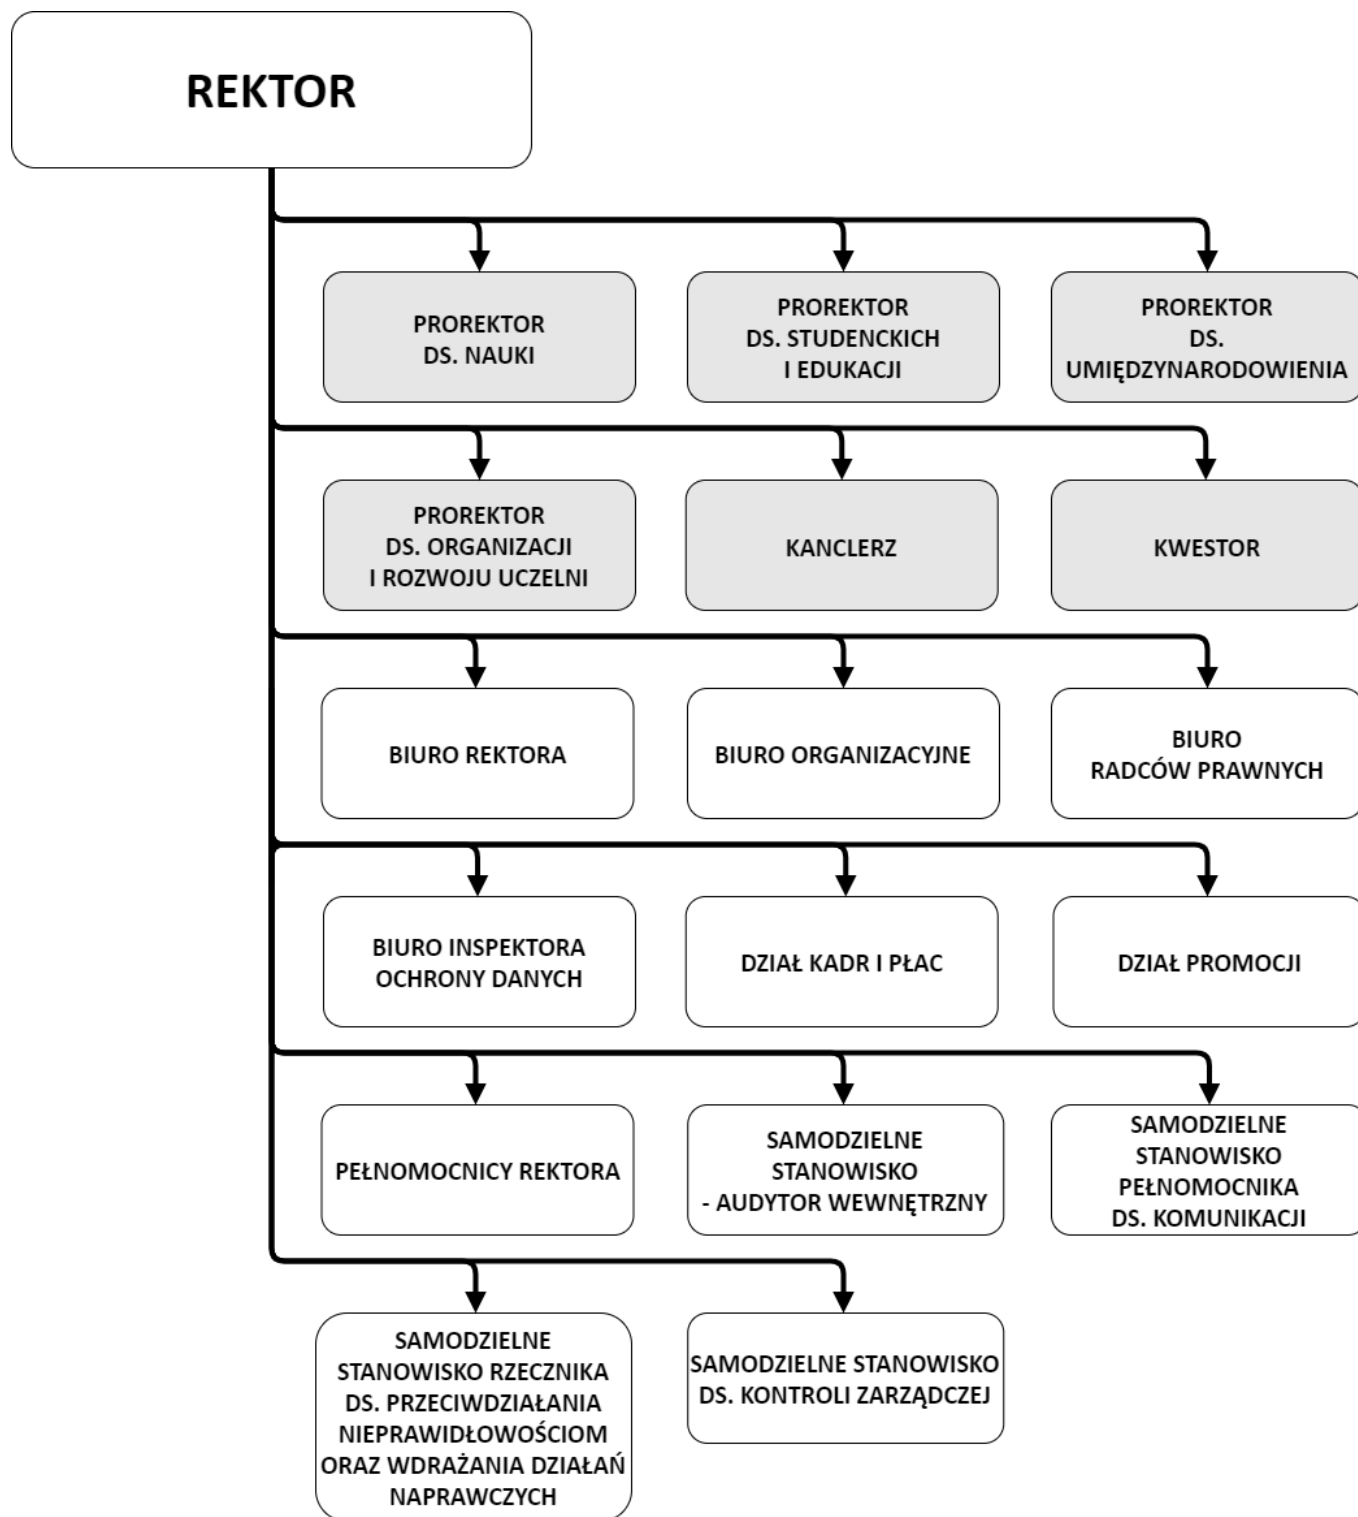 REKTOR
PROREKTOR
DS. NAUKI
PROREKTOR
DS. STUDENCKICH
I EDUKACJI
PROREKTOR
DS.
UMIĘDZYNARODOWIENIA
PROREKTOR
DS. ORGANIZACJI
I ROZWOJU UCZELNI
KANCLERZ
KWESTOR
BIURO REKTORA
BIURO ORGANIZACYJNE
BIURO
RADCÓW PRAWNYCH
BIURO INSPEKTORA
OCHRONY DANYCH
DZIAŁ KADR I PŁAC
DZIAŁ PROMOCJI
PEŁNOMOCNICY REKTORA
SAMODZIELNE
STANOWISKO
- AUDYTOR WEWNĘTRZNY
SAMODZIELNE
STANOWISKO
PEŁNOMOCNIKA
DS. KOMUNIKACJI
SAMODZIELNE
STANOWISKO RZECZNIKA
DS. PRZECIWDZIAŁANIA
NIEPRAWIDŁOWOŚCIOM
ORAZ WDRAŻANIA DZIAŁAŃ
NAPRAWCZYCH
SAMODZIELNE STANOWISKO
DS. KONTROLI ZARZĄDCZEJ